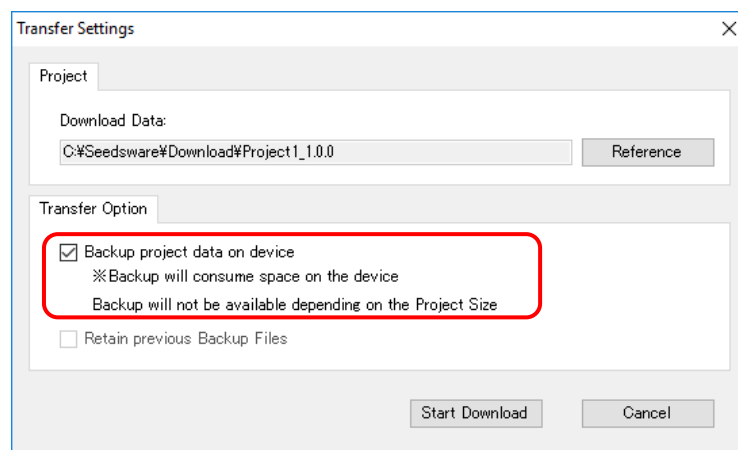 Transfer Settings
Project
Download Data:
C:¥Seedsware¥Download¥Project1_1.0.0
Reference
Transfer Option
Backup project data on device
※Backup will consume space on the device
Backup will not be available depending on the Project Size
Retain previous Backup Files
Start Download
Cancel